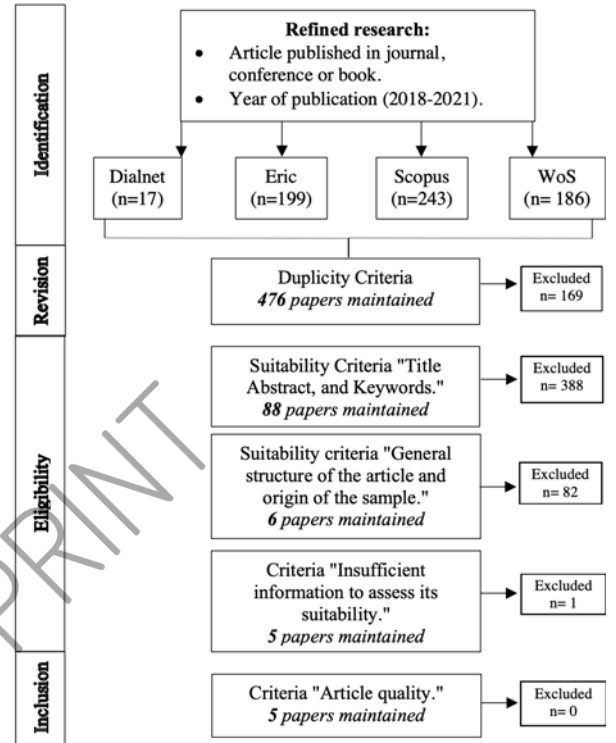 Identification
Refined research:
• Article published in journal,
conference or book.
• Year of publication (2018-2021).
Dialnet
(n=17)
Eric
(n=199)
Scopus
(n=243)
WoS
(n= 186)
Revision
Duplicity Criteria
476 papers maintained
Excluded
n= 169
Eligibility
Suitability Criteria "Title
Abstract, and Keywords."
88 papers maintained
Excluded
n= 388
Suitability criteria "General
structure of the article and
origin of the sample."
6 papers maintained
Excluded
n= 82
Criteria "Insufficient
information to assess its
suitability."
5 papers maintained
Excluded
n= 1
Inclusion
Criteria "Article quality."
5 papers maintained
Excluded
n= 0
PRINT